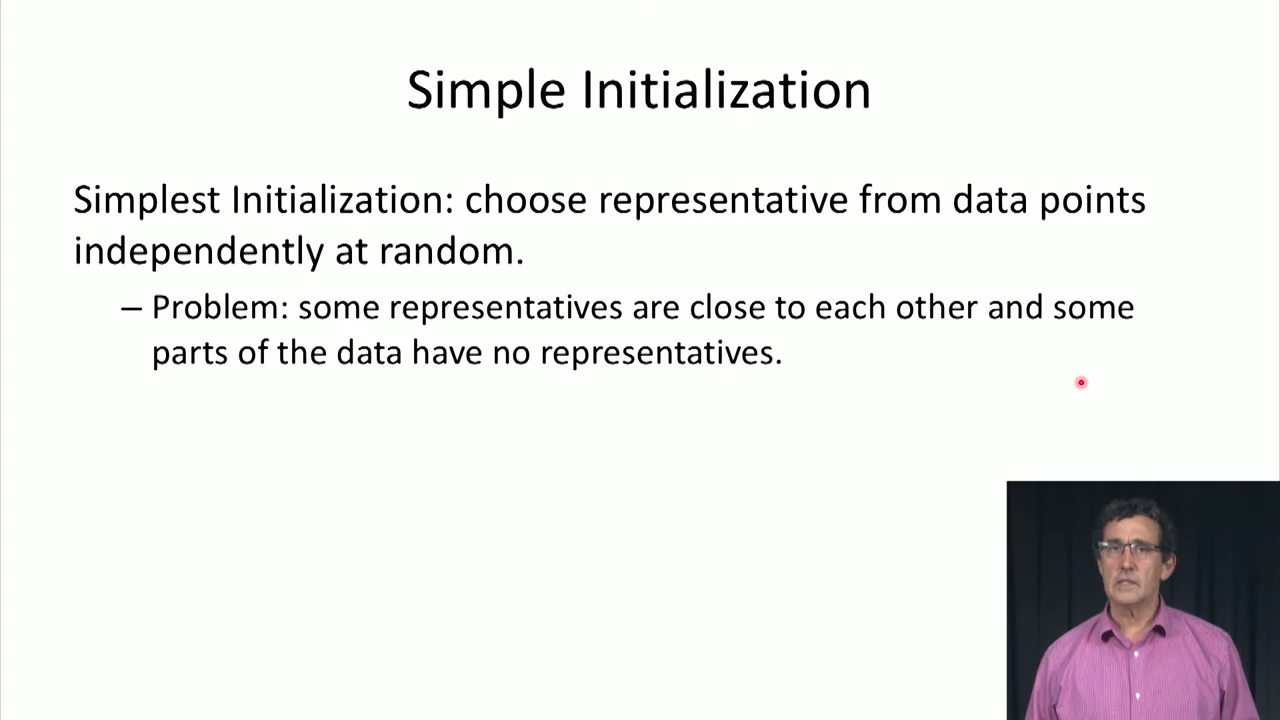 Simple Initialization
Simplest Initialization: choose representative from data points
independently at random.
– Problem: some representatives are close to each other and some
parts of the data have no representatives.